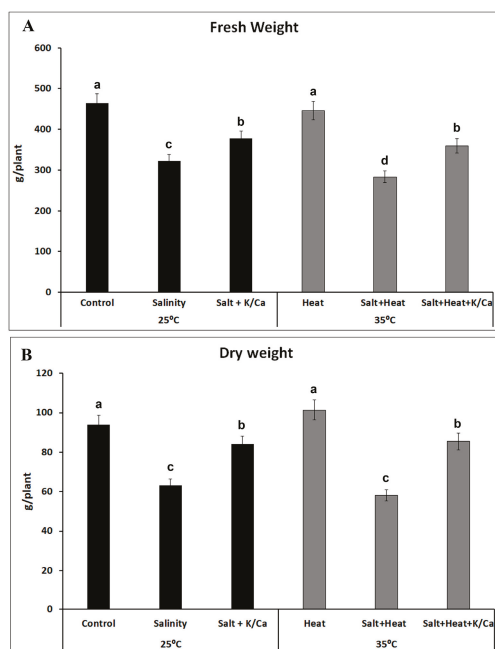 A
Fresh Weight
600
500
400
300
200
100
0
g/plant
a
c
b
a
d
b
Control Salinity Salt + K/Ca Heat Salt+Heat Salt+Heat+K/Ca
25⁰C 35⁰C
B
Dry weight
120
100
80
60
40
20
0
g/plant
a
c
b
a
c
b
Control Salinity Salt + K/Ca Heat Salt+Heat Salt+Heat+K/Ca
25⁰C 35⁰C